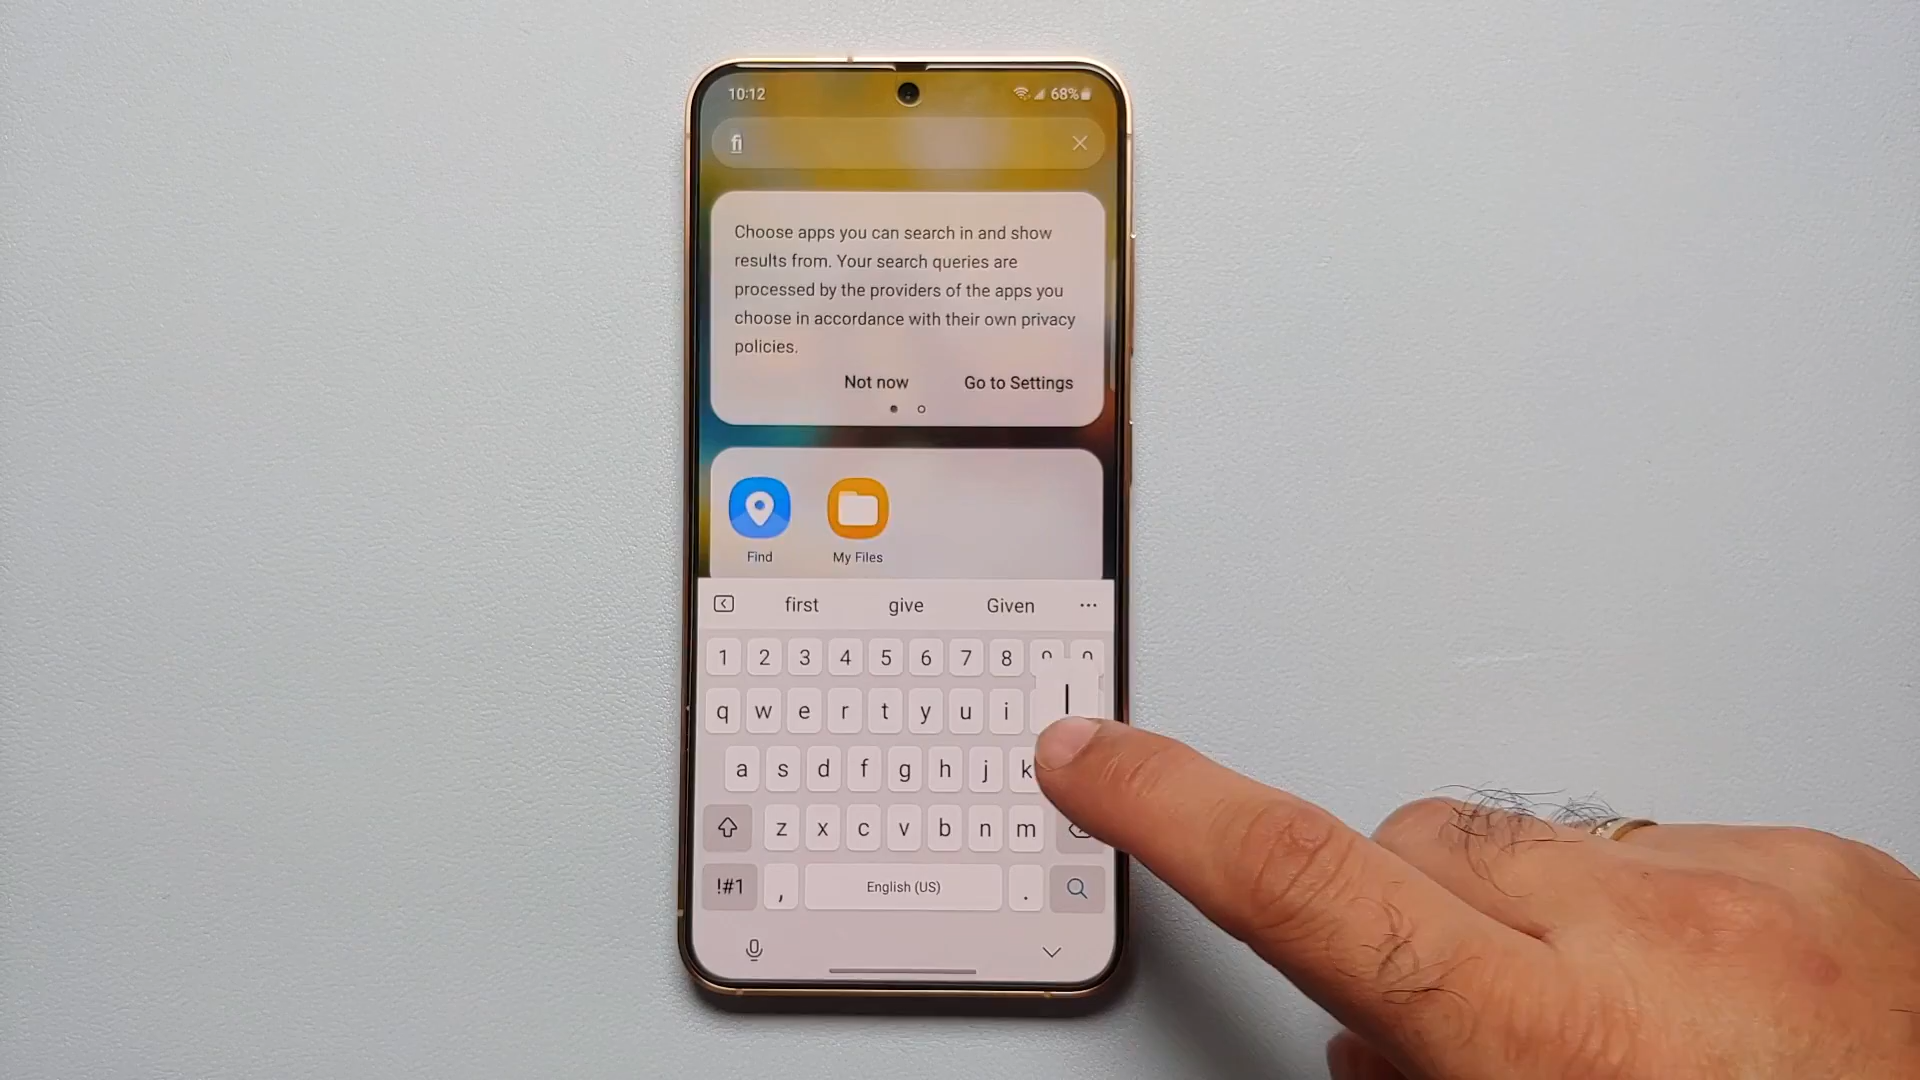 10:12 68%
fi
Choose apps you can search in and show
results from. Your search queries are
processed by the providers of the apps you
choose in accordance with their own privacy
policies.
Not now Go to Settings
Find My Files
first give Given ...
1 2 3 4 5 6 7 8
q w e r t y u i l
a s d f g h j k
z x c v b n m
!#1 , English (US) .